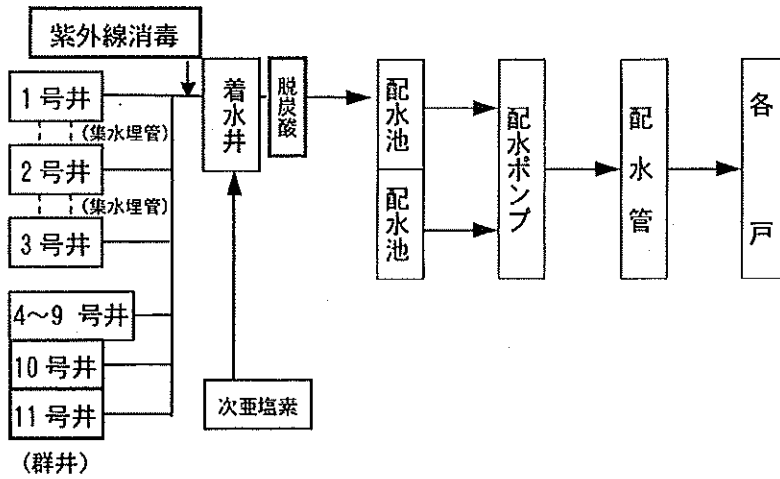 紫外線消毒
1号井
(集水埋管)
2号井
(集水埋管)
3号井
4～9 号井
10号井
11号井
(群井)
着水井
脱炭酸
次亜塩素
配水池
配水池
配水ポンプ
配水管
各戸